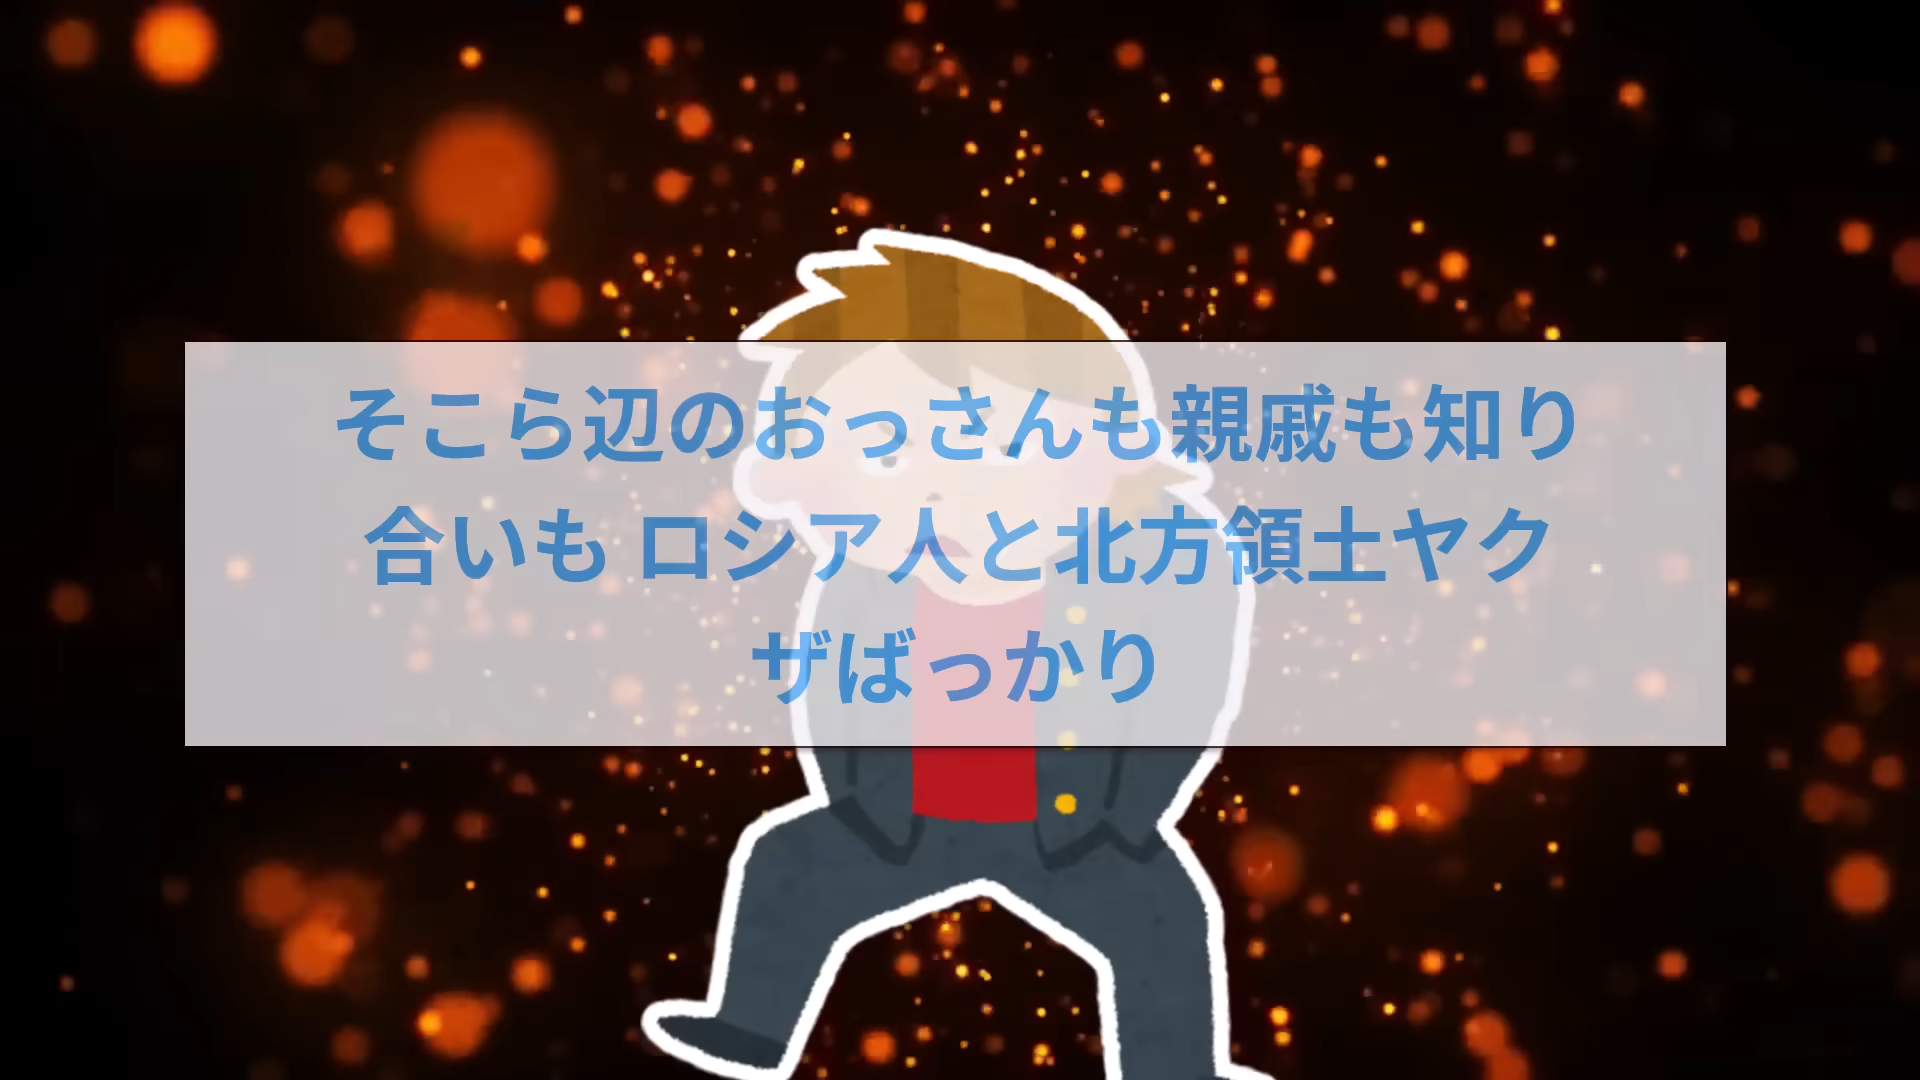 そこら辺のおっさんも親戚も知り
合いも ロシア人と北方領土ヤク
ザばっかり